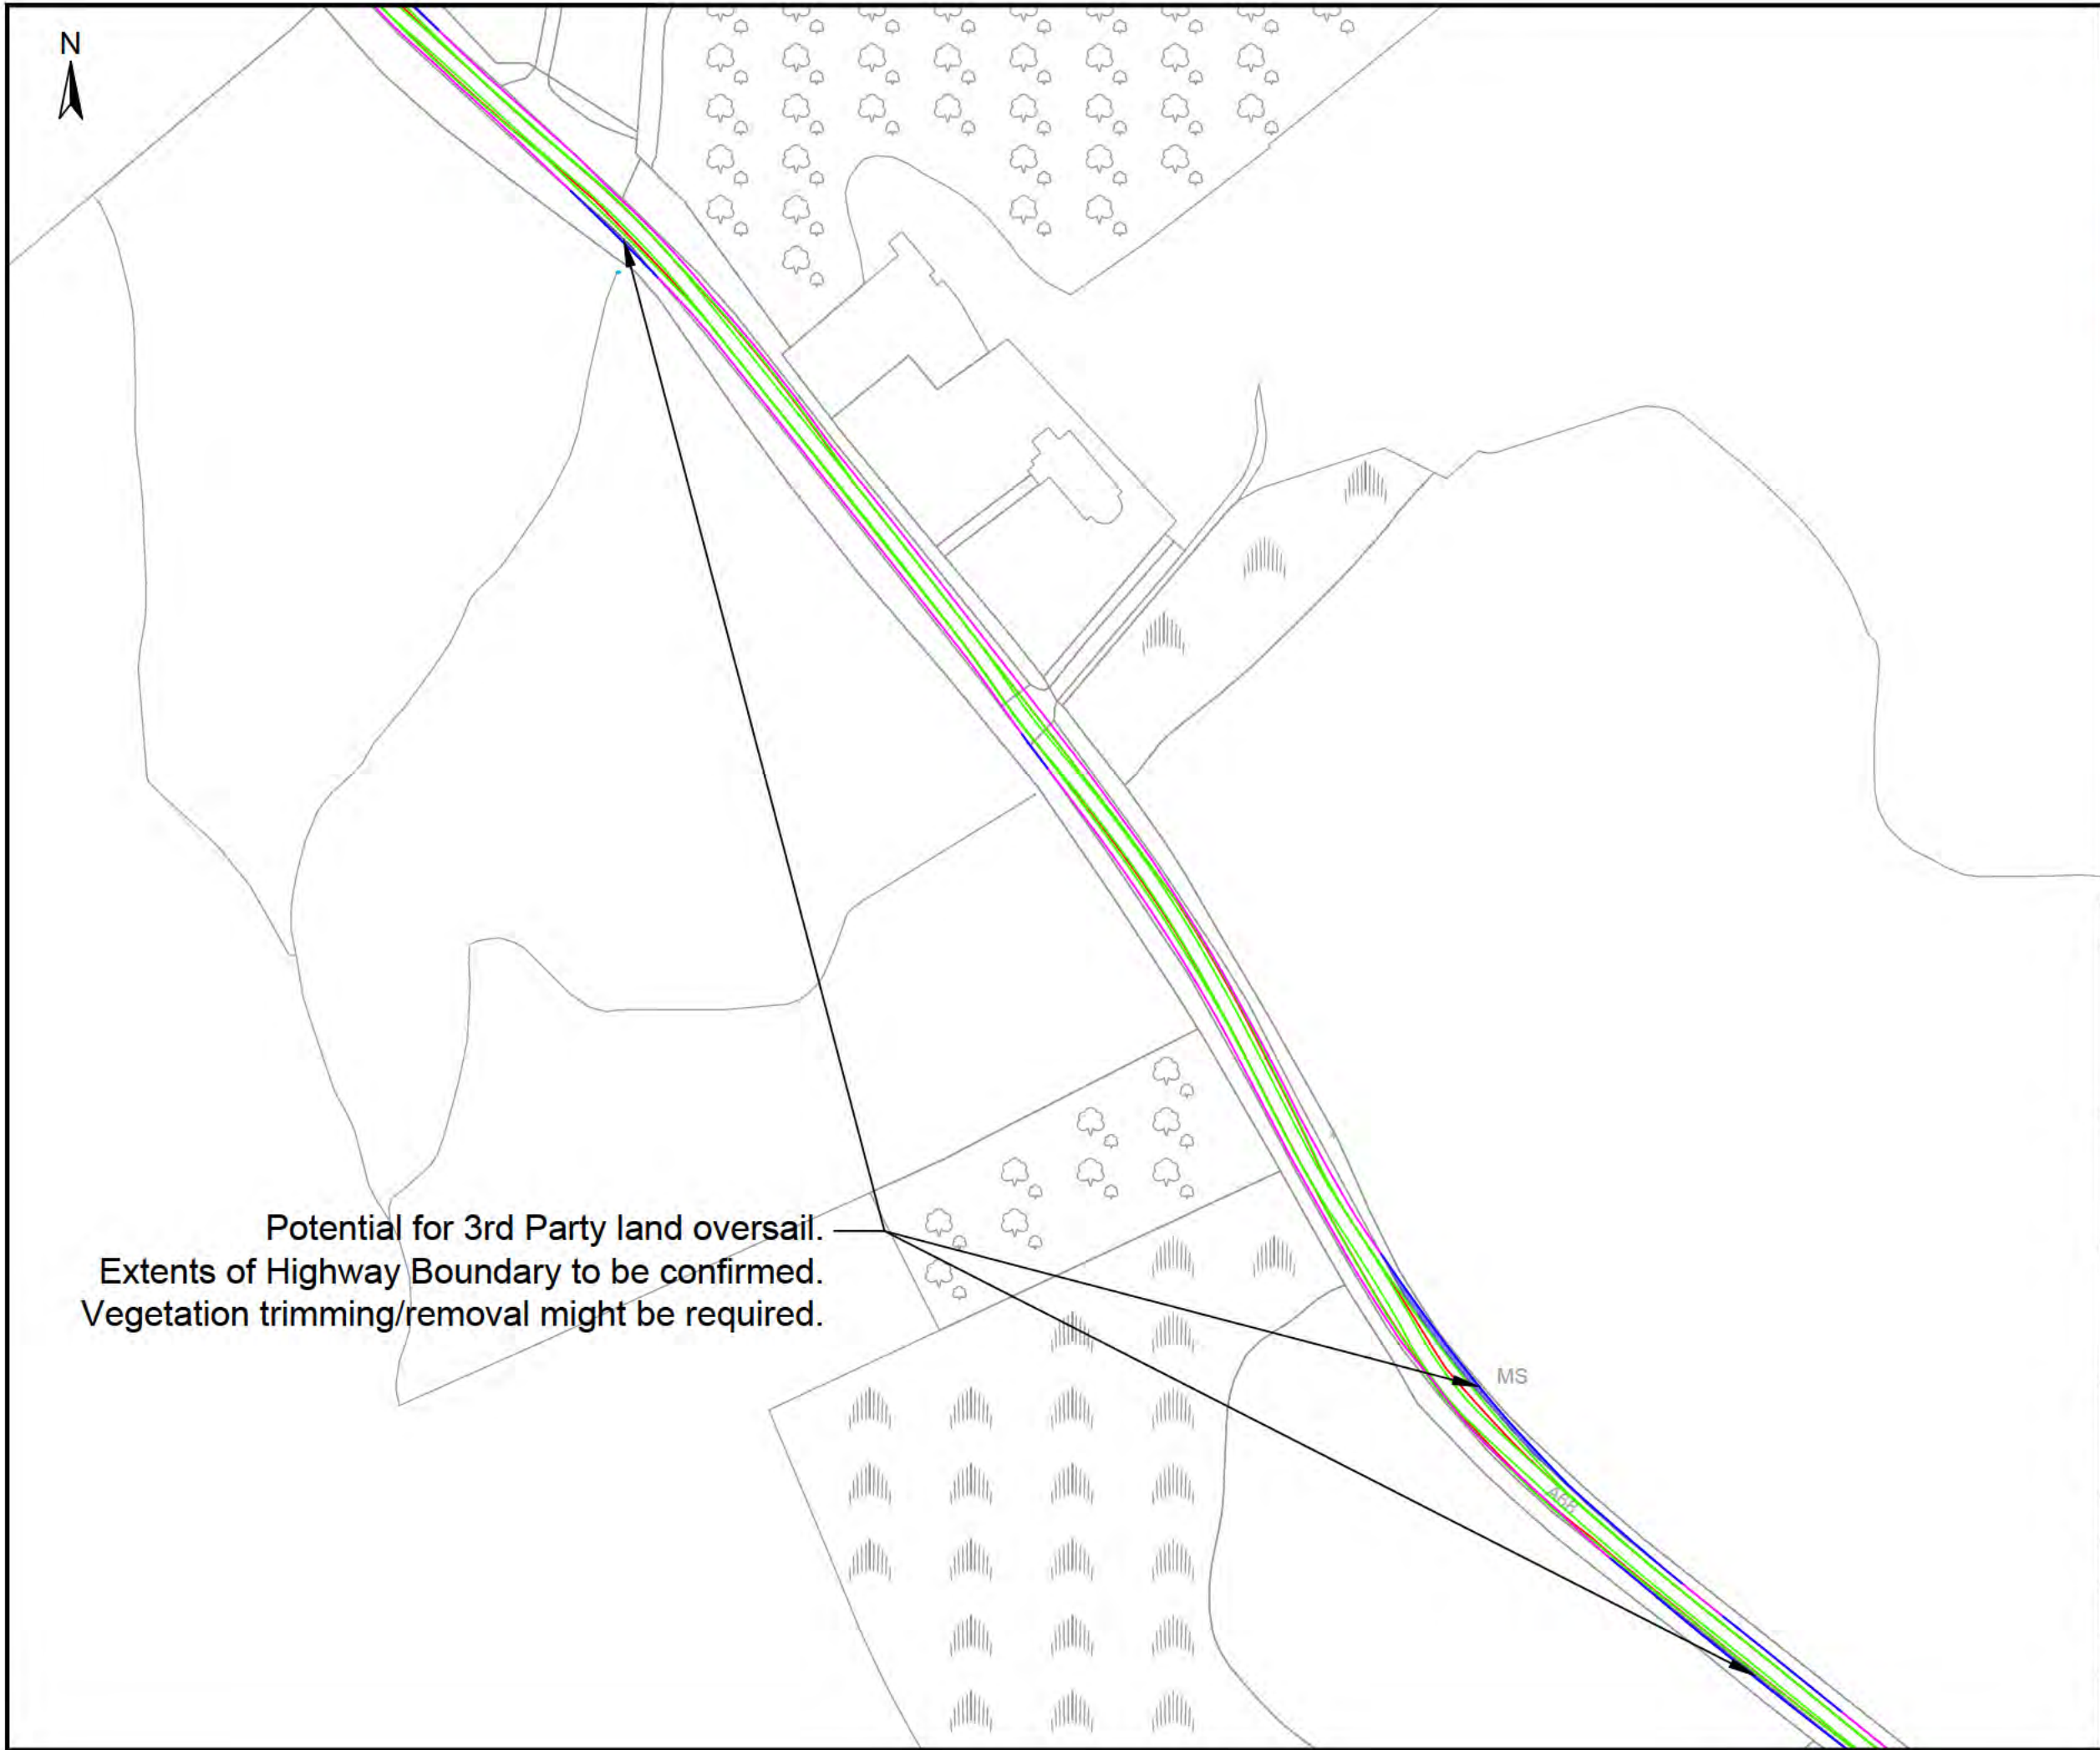 N
Potential for 3rd Party land oversail.
Extents of Highway Boundary to be confirmed.
Vegetation trimming/removal might be required.
MS
A66